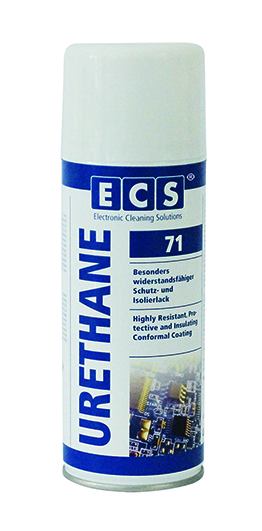 ECS®
Electronic Cleaning Solutions
URETHANE
71
Besonders
widerstandsfähiger
Schutz- und
Isolierlack
Highly Resistant, Pro-
tective and Insulating
Conformal Coating